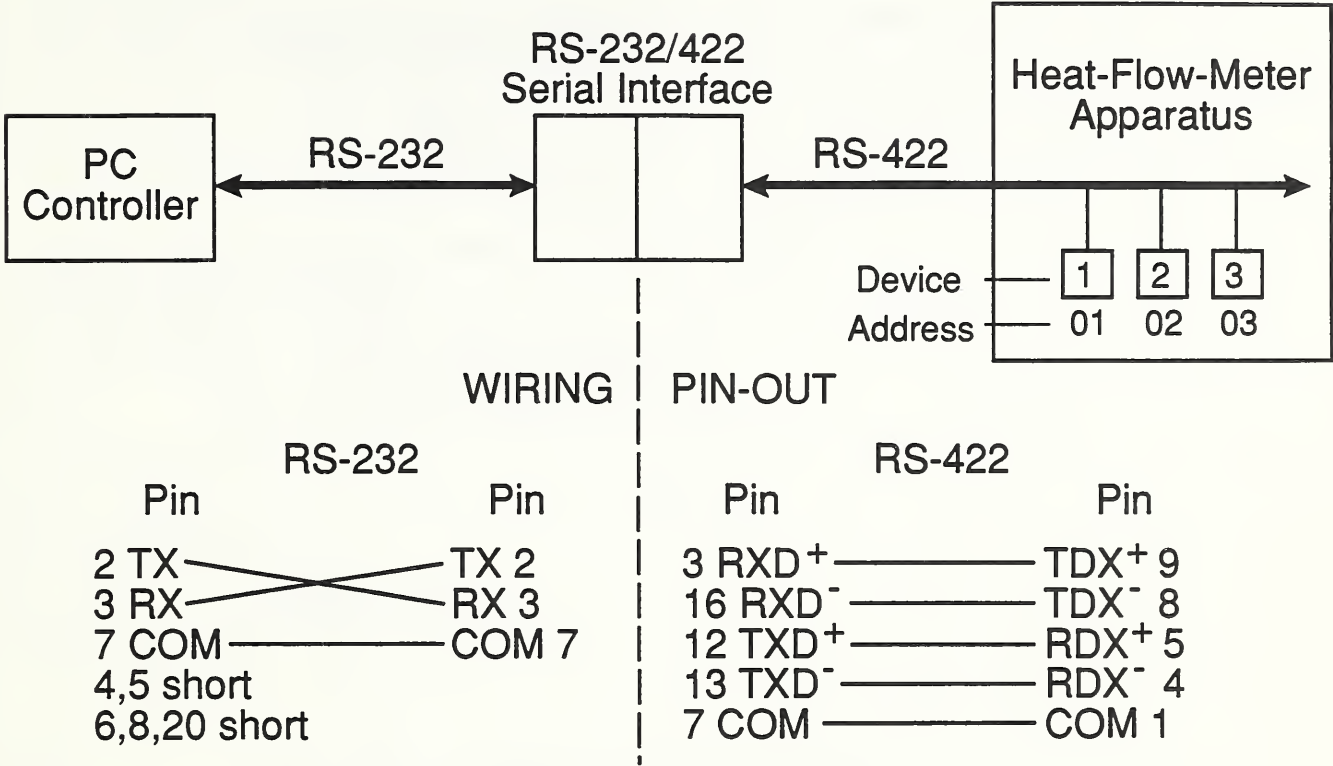 RS-232/422
Serial Interface
Heat-Flow-Meter
Apparatus
PC
Controller
RS-232
RS-422
Device
1 2 3
Address
01 02 03
WIRING PIN-OUT
RS-232 RS-422
Pin Pin Pin Pin
2 TX TX 2 3 RXD+ TDX+ 9
3 RX RX 3 16 RXD- TDX- 8
7 COM COM 7 12 TXD+ RDX+ 5
4,5 short 13 TXD- RDX- 4
6,8,20 short 7 COM COM 1